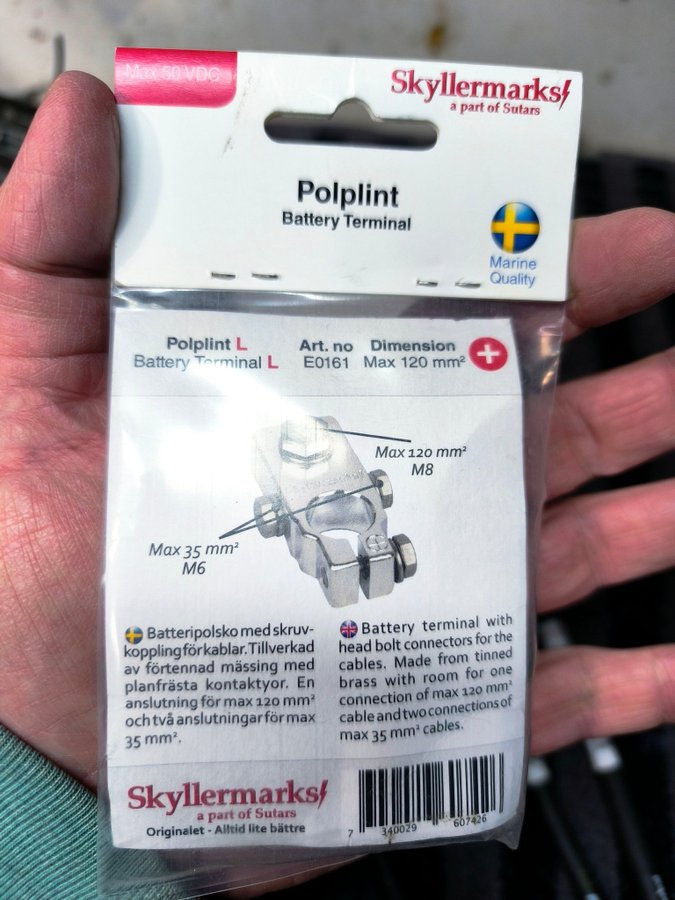 Max 50 VDC
Skyllermarks
a part of Sutars
Polplint
Battery Terminal
Marine
Quality
Polplint L Art. no Dimension
Battery Terminal L E0161 Max 120 mm²
Max 120 mm²
M8
Max 35 mm²
M6
Batteripolsko med skruv-
koppling för kablar. Tillverkad
av förtennad mässing med
planfrästa kontaktyor. En
anslutning för max 120 mm²
och två anslutningar för max
35 mm².
Battery terminal with
head bolt connectors for the
cables. Made from tinned
brass with room for one
connection of max 120 mm²
cable and two connections of
max 35 mm² cables.
Skyllermarks
a part of Sutars
Originalet - Alltid lite bättre
7 340029 607426